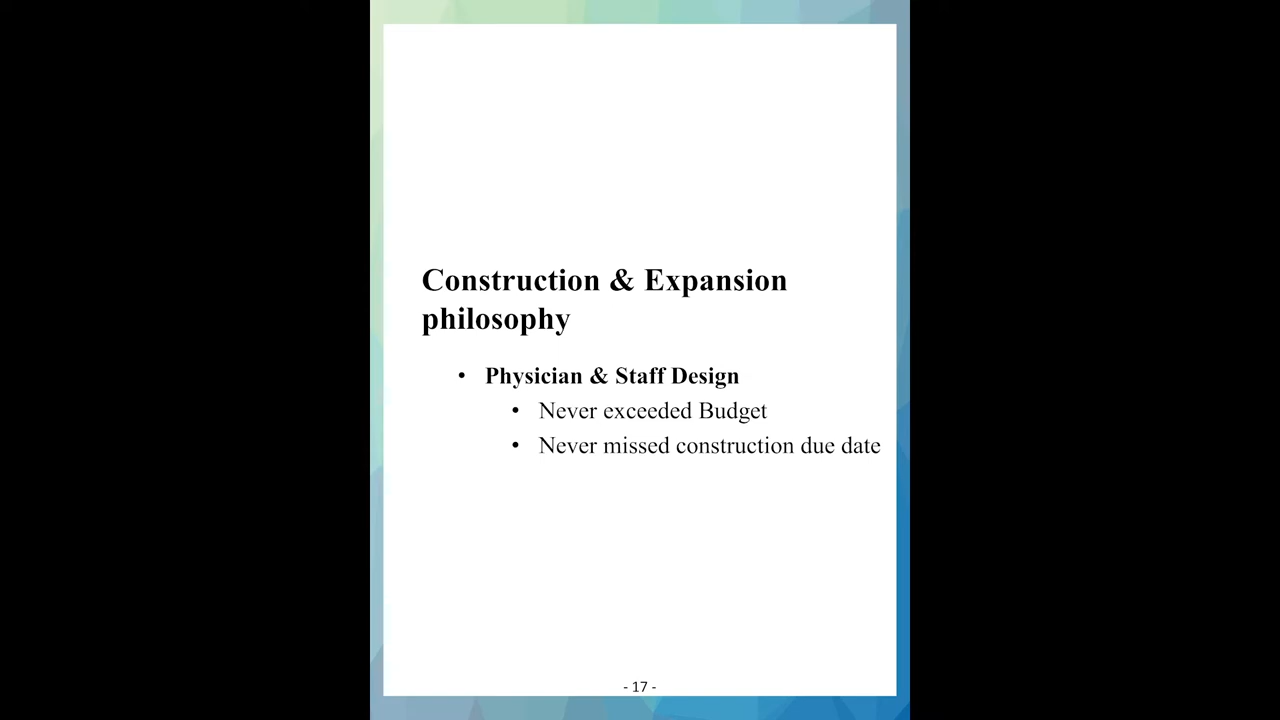 Construction & Expansion
philosophy
• Physician & Staff Design
• Never exceeded Budget
• Never missed construction due date
- 17 -